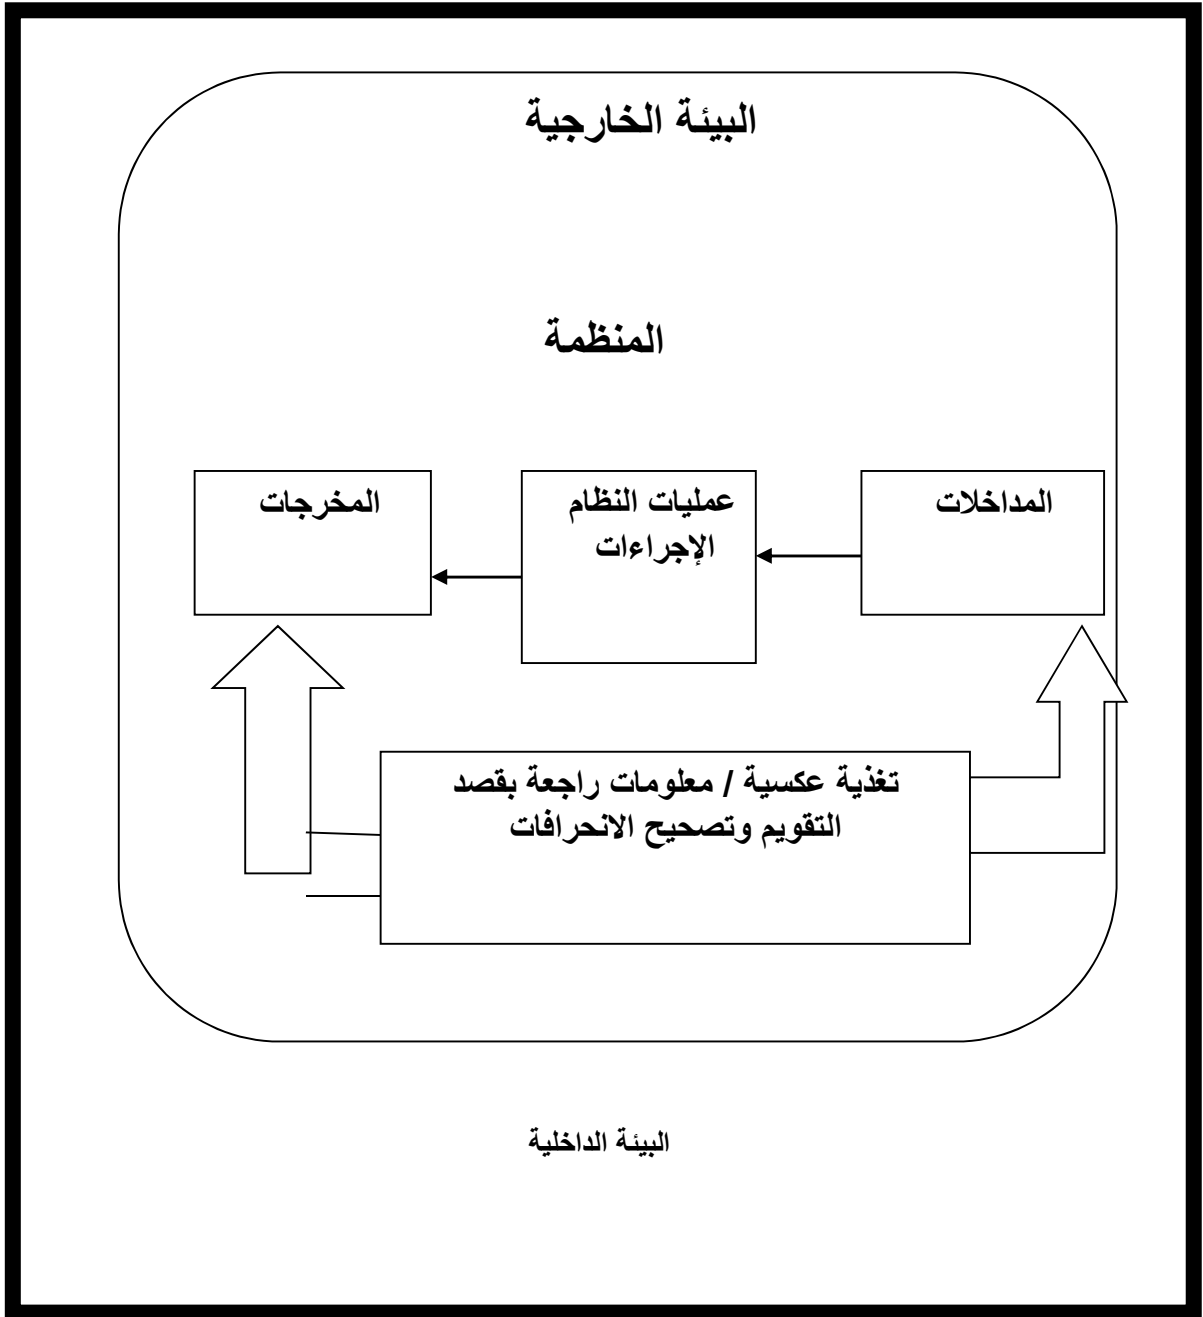 البيئة الخارجية
المنظمة
المداخلات
عمليات النظام
الإجراءات
المخرجات
تغذية عكسية / معلومات راجعة بقصد
التقويم وتصحيح الانحرافات
البيئة الداخلية